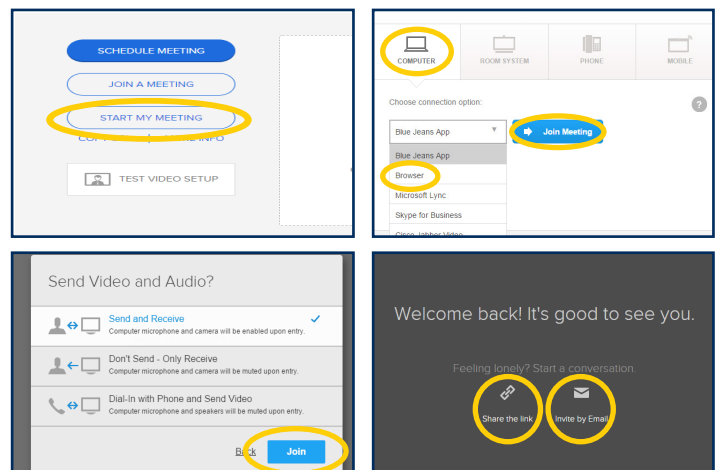 SCHEDULE MEETING
JOIN A MEETING
START MY MEETING
TEST VIDEO SETUP
COMPUTER
ROOM SYSTEM
PHONE
MOBILE
Choose connection option:
?
Blue Jeans App
Join Meeting
Blue Jeans App
Browser
Microsoft Lync
Skype for Business
Cisco Jabber Video
Send Video and Audio?
Send and Receive
Computer microphone and camera will be enabled upon entry.
Don't Send - Only Receive
Computer microphone and camera will be muted upon entry.
Dial-In with Phone and Send Video
Computer microphone and speakers will be muted upon entry.
Back
Join
Welcome back! It's good to see you.
Feeling lonely? Start a conversation.
Share the link
Invite by Email